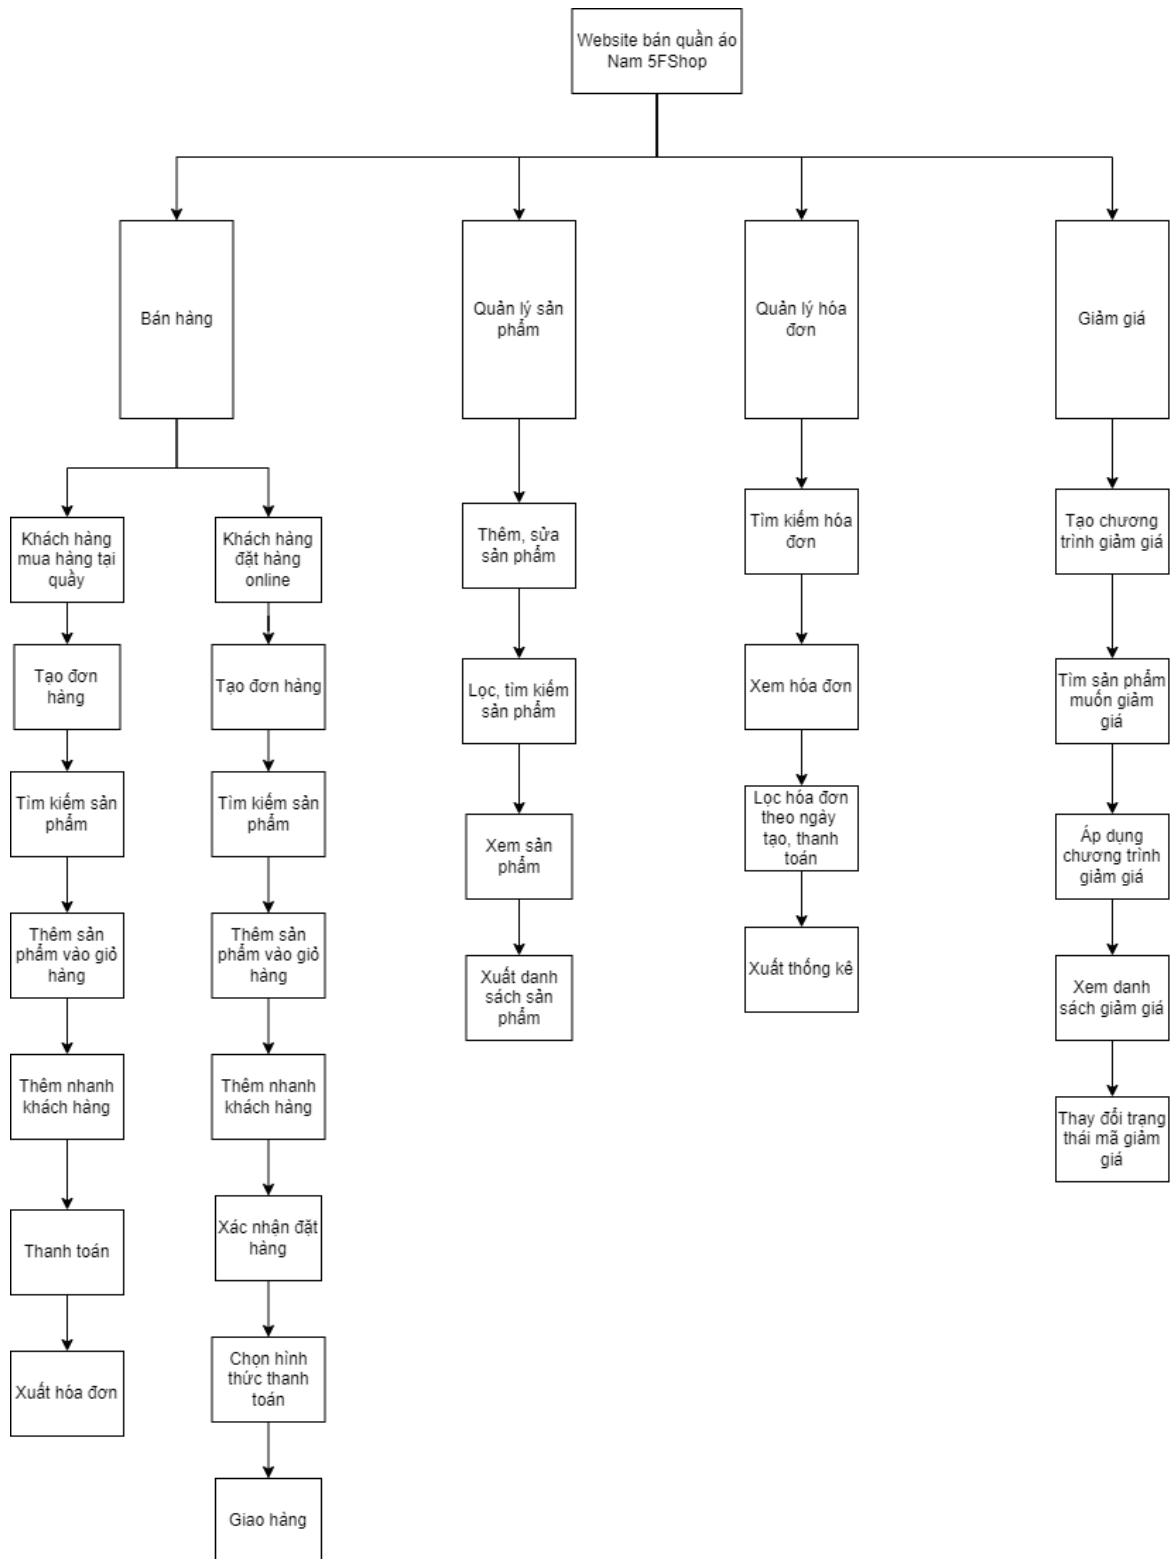 Website bán quần áo
Nam 5FShop
Bán hàng
Quản lý sản
phẩm
Quản lý hóa
đơn
Giảm giá
Khách hàng
mua hàng tại
quầy
Tạo đơn
hàng
Tìm kiếm sản
phẩm
Thêm sản
phẩm vào giỏ
hàng
Thêm nhanh
khách hàng
Thanh toán
Xuất hóa đơn
Khách hàng
đặt hàng
online
Tạo đơn hàng
Tìm kiếm sản
phẩm
Thêm sản
phẩm vào giỏ
hàng
Thêm nhanh
khách hàng
Xác nhận đặt
hàng
Chọn hình
thức thanh
toán
Giao hàng
Thêm, sửa
sản phẩm
Lọc, tìm kiếm
sản phẩm
Xem sản
phẩm
Xuất danh
sách sản
phẩm
Tìm kiếm hóa
đơn
Xem hóa đơn
Lọc hóa đơn
theo ngày
tạo, thanh
toán
Xuất thống kê
Tạo chương
trình giảm giá
Tìm sản phẩm
muốn giảm
giá
Áp dụng
chương trình
giảm giá
Xem danh
sách giảm giá
Thay đổi trạng
thái mã giảm
giá